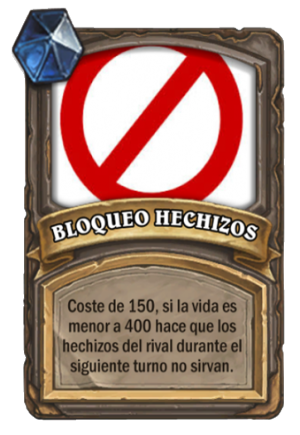 BLOQUEO HECHIZOS
Coste de 150, si la vida es
menor a 400 hace que los
hechizos del rival durante el
siguiente turno no sirvan.